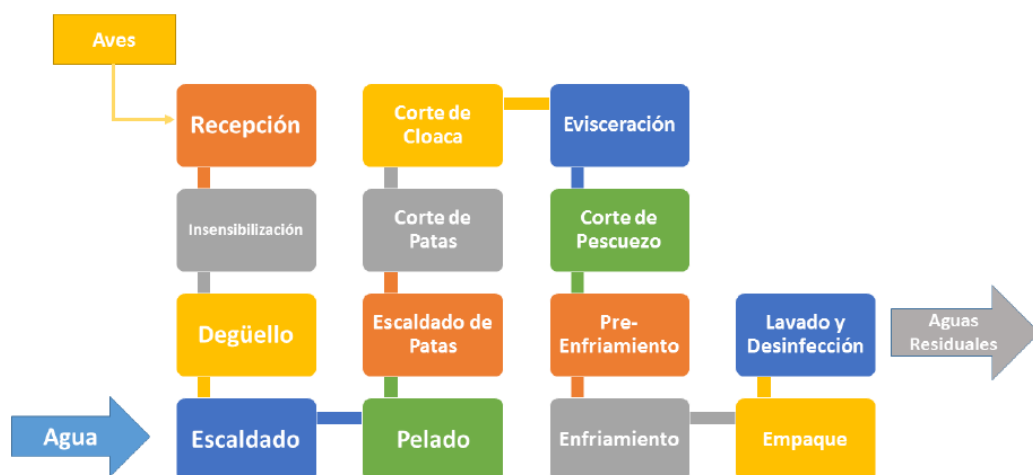 Aves
Recepción
Insensibilización
Degüello
Agua
Escaldado
Pelado
Escaldado de
Patas
Corte de
Patas
Corte de
Cloaca
Evisceración
Corte de
Pescuezo
Pre-
Enfriamiento
Enfriamiento
Empaque
Lavado y
Desinfección
Aguas
Residuales